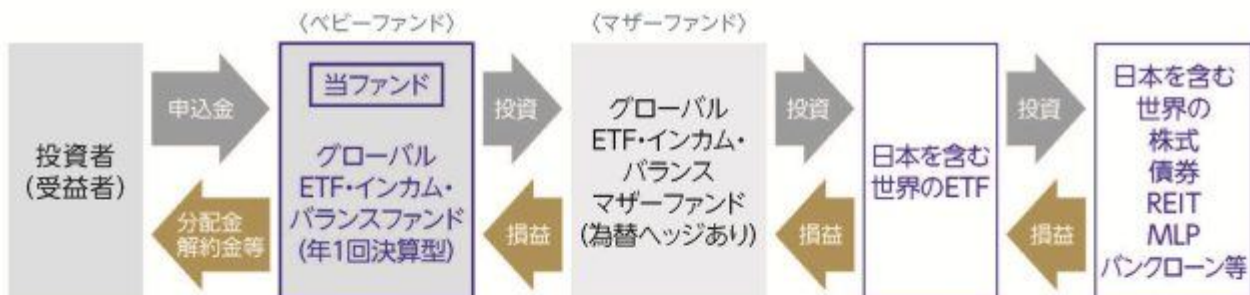 〈ベビーファンド〉
〈マザーファンド〉
投資者
(受益者)
申込金
分配金
解約金等
当ファンド
グローバル
ETF・インカム・
バランスファンド
(年1回決算型)
投資
損益
グローバル
ETF・インカム・
バランス
マザーファンド
(為替ヘッジあり)
投資
損益
日本を含む
世界のETF
投資
損益
日本を含む
世界の
株式
債券
REIT
MLP
バンクローン等